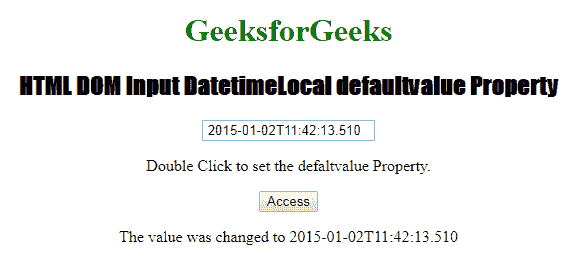 GeeksforGeeks
HTML DOM Input DatetimeLocal defaultvalue Property
2015-01-02T11:42:13.510
Double Click to set the defaltvalue Property.
Access
The value was changed to 2015-01-02T11:42:13.510